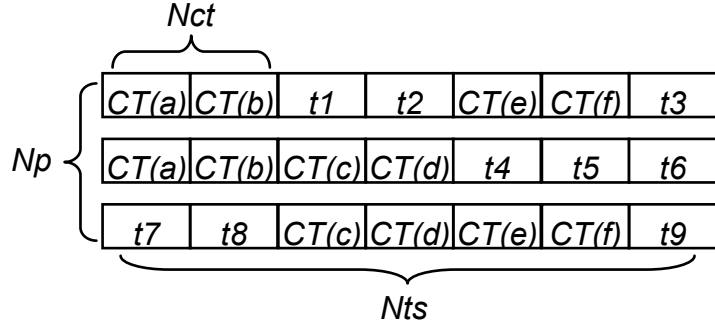 Nct
CT(a) CT(b) t1 t2 CT(e) CT(f) t3
Np
CT(a) CT(b) CT(c) CT(d) t4 t5 t6
t7 t8 CT(c) CT(d) CT(e) CT(f) t9
Nts